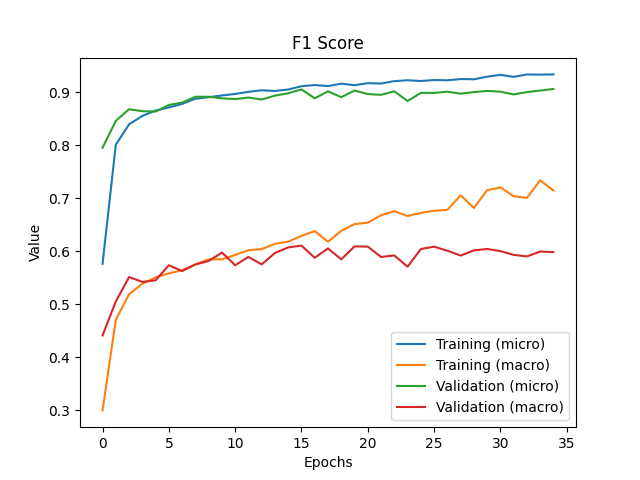 F1 Score
Value
0.9
0.8
0.7
0.6
0.5
0.4
0.3
Training (micro)
Training (macro)
Validation (micro)
Validation (macro)
0 5 10 15 20 25 30 35
Epochs